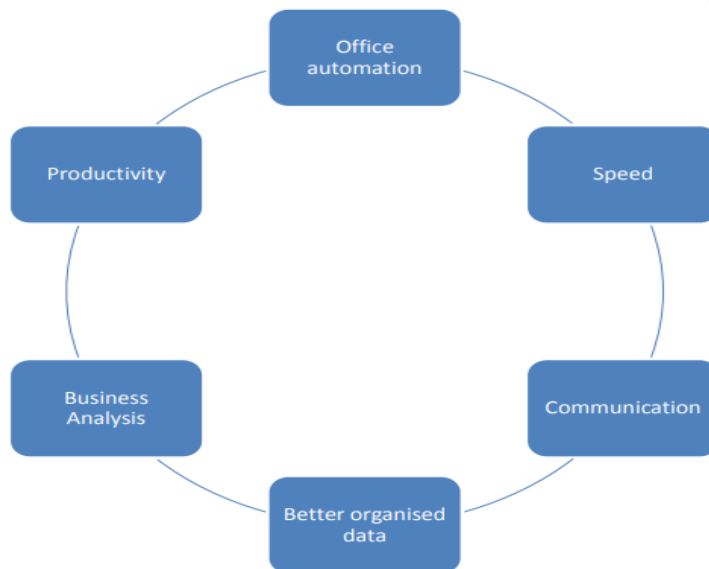 Office
automation
Speed
Communication
Better organised
data
Business
Analysis
Productivity